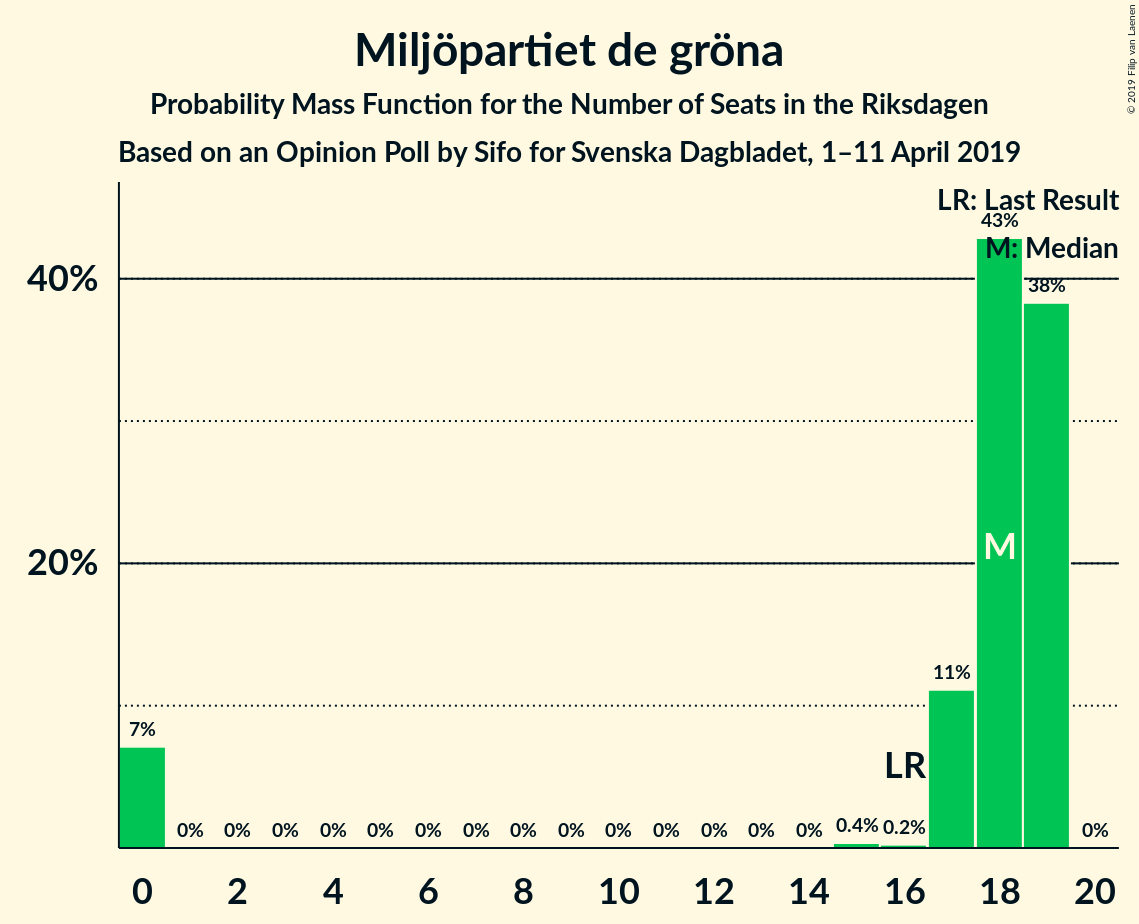 Miljöpartiet de gröna
Probability Mass Function for the Number of Seats in the Riksdagen
Based on an Opinion Poll by Sifo for Svenska Dagbladet, 1–11 April 2019
© 2019 Filip van Laenen
LR: Last Result
M: Median
40%
20%
7%
0% 0% 0% 0% 0% 0% 0% 0% 0% 0% 0% 0% 0% 0%
0.4%
0.2%
11%
43%
38%
0%
LR
M
0 2 4 6 8 10 12 14 16 18 20